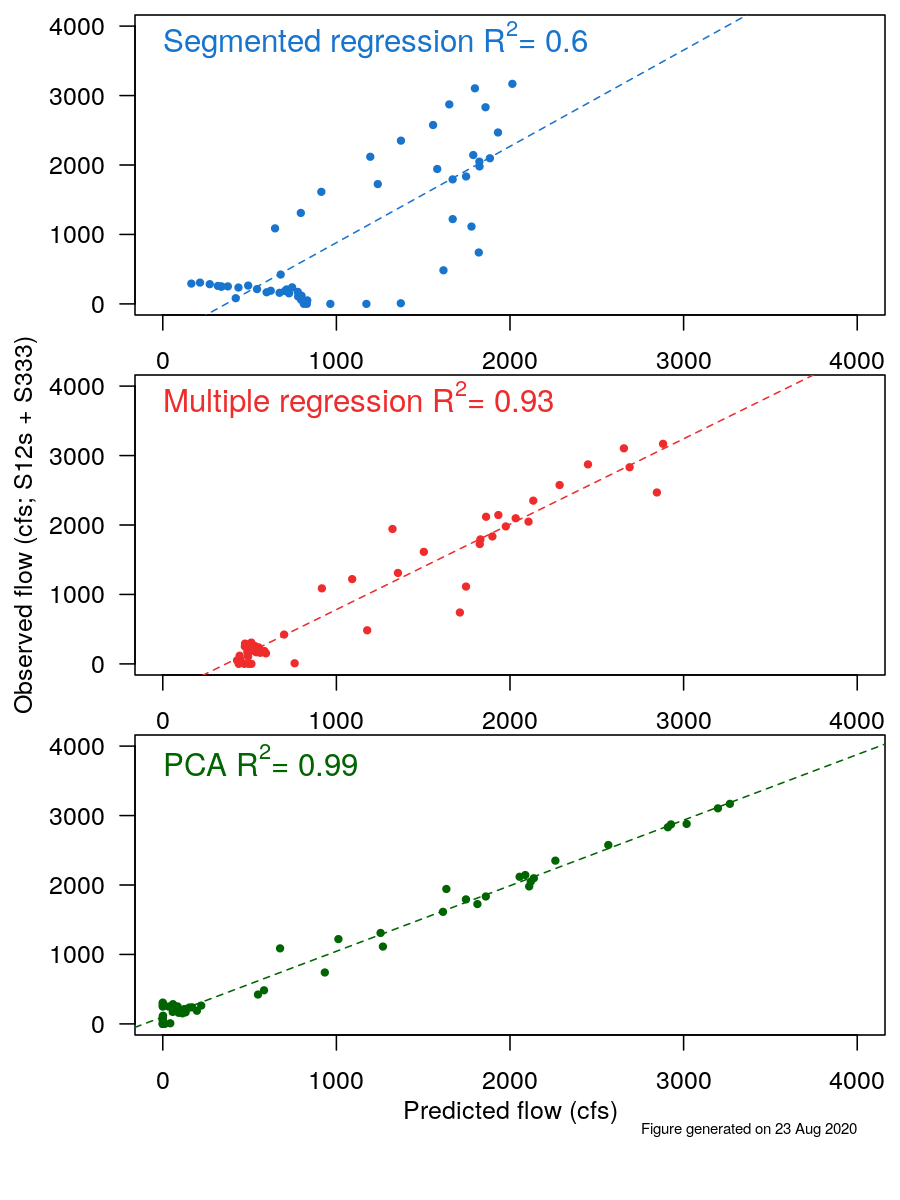 Segmented regression R2= 0.6
4000
3000
2000
1000
0
0 1000 2000 3000 4000
Multiple regression R2= 0.93
4000
3000
2000
1000
0
0 1000 2000 3000 4000
Observed flow (cfs; S12s + S333)
PCA R2= 0.99
4000
3000
2000
1000
0
0 1000 2000 3000 4000
Predicted flow (cfs)
Figure generated on 23 Aug 2020